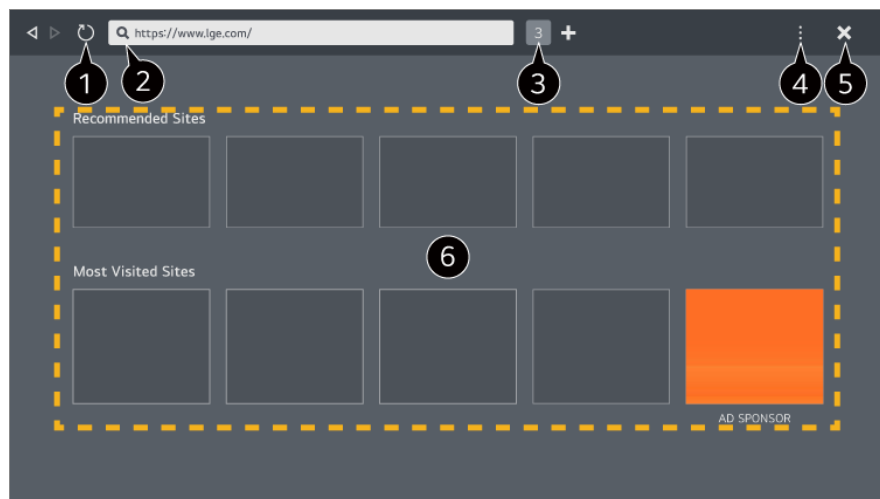 https://www.lge.com/ 3
1 2 3 4 5
Recommended Sites
6
Most Visited Sites
AD SPONSOR